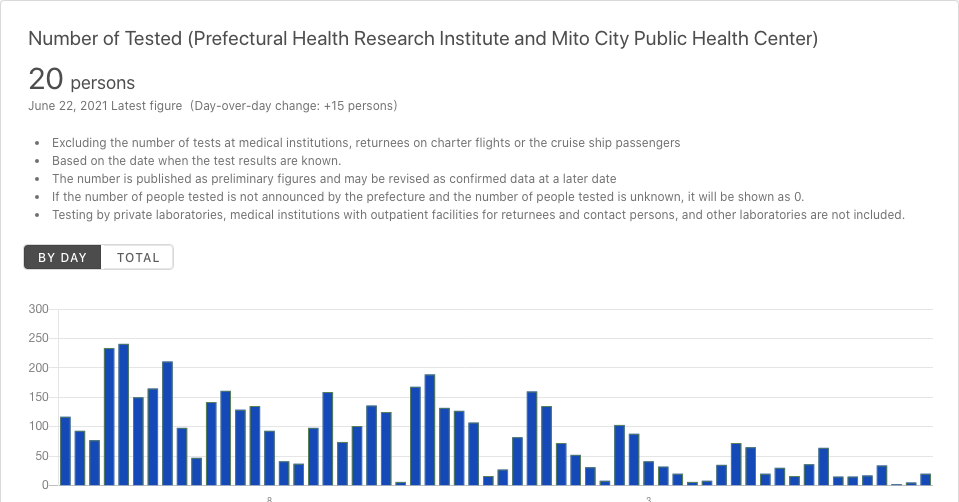 Number of Tested (Prefectural Health Research Institute and Mito City Public Health Center)
20 persons
June 22, 2021 Latest figure (Day-over-day change: +15 persons)
• Excluding the number of tests at medical institutions, returnees on charter flights or the cruise ship passengers
• Based on the date when the test results are known.
• The number is published as preliminary figures and may be revised as confirmed data at a later date
• If the number of people tested is not announced by the prefecture and the number of people tested is unknown, it will be shown as 0.
• Testing by private laboratories, medical institutions with outpatient facilities for returnees and contact persons, and other laboratories are not included.
BY DAY TOTAL
300
250
200
150
100
50
0